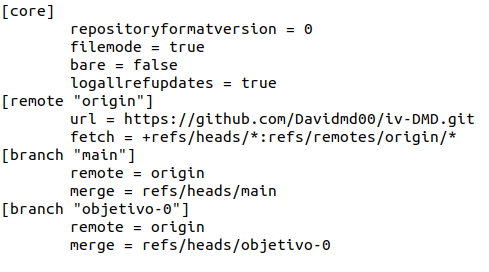 [core]
        repositoryformatversion = 0
        filemode = true
        bare = false
        logallrefupdates = true
[remote "origin"]
        url = https://github.com/Davidmd00/iv-DMD.git
        fetch = +refs/heads/*:refs/remotes/origin/*
[branch "main"]
        remote = origin
        merge = refs/heads/main
[branch "objetivo-0"]
        remote = origin
        merge = refs/heads/objetivo-0